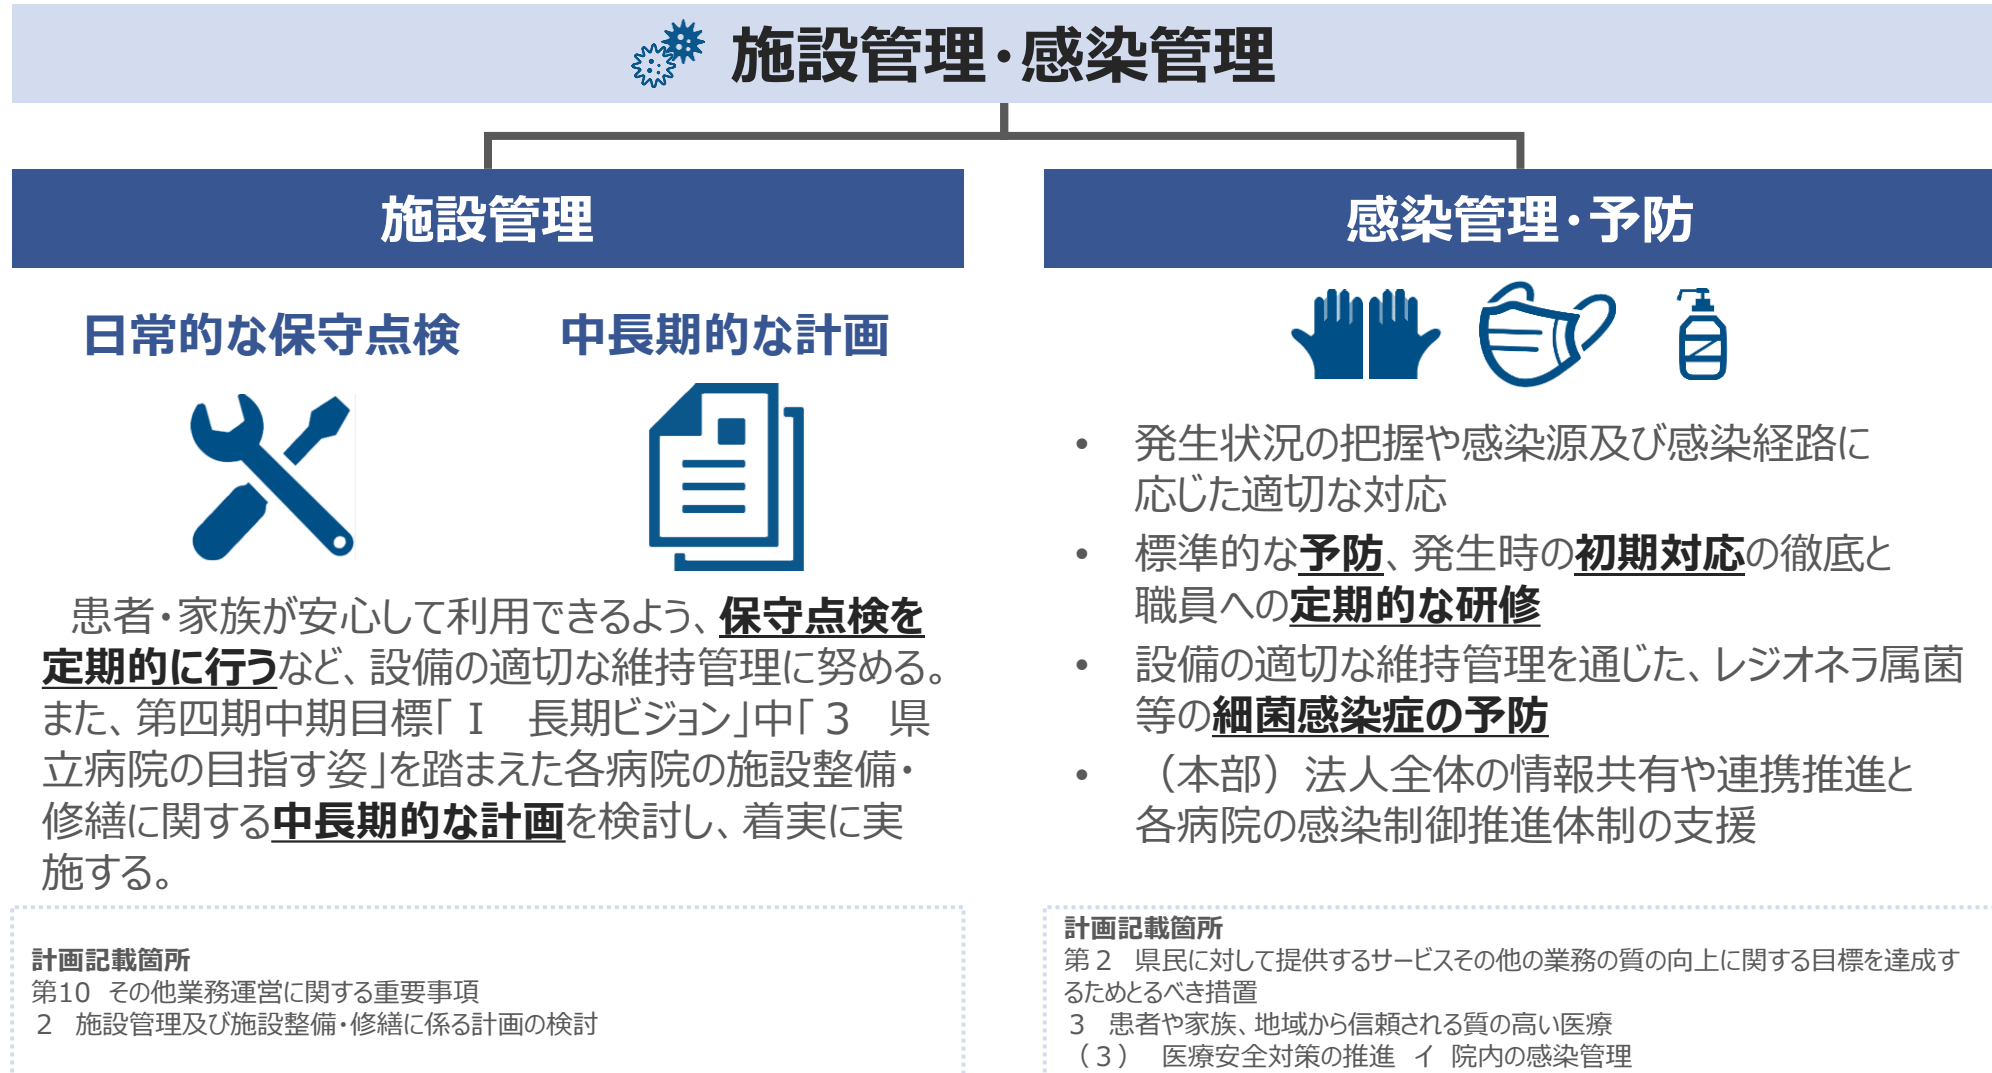 施設管理・感染管理
施設管理
日常的な保守点検
中長期的な計画
患者・家族が安心して利用できるよう、保守点検を
定期的に行うなど、設備の適切な維持管理に努める。
また、第四期中期目標「Ⅰ　長期ビジョン」中「３　県
立病院の目指す姿」を踏まえた各病院の施設整備・
修繕に関する中長期的な計画を検討し、着実に実
施する。
計画記載箇所
第10　その他業務運営に関する重要事項
２　施設管理及び施設整備・修繕に係る計画の検討
感染管理・予防
• 発生状況の把握や感染源及び感染経路に
応じた適切な対応
• 標準的な予防、発生時の初期対応の徹底と
職員への定期的な研修
• 設備の適切な維持管理を通じた、レジオネラ属菌
等の細菌感染症の予防
• （本部）法人全体の情報共有や連携推進と
各病院の感染制御推進体制の支援
計画記載箇所
第２　県民に対して提供するサービスその他の業務の質の向上に関する目標を達成す
るためとるべき措置
３　患者や家族、地域から信頼される質の高い医療
（３）　医療安全対策の推進　イ　院内の感染管理